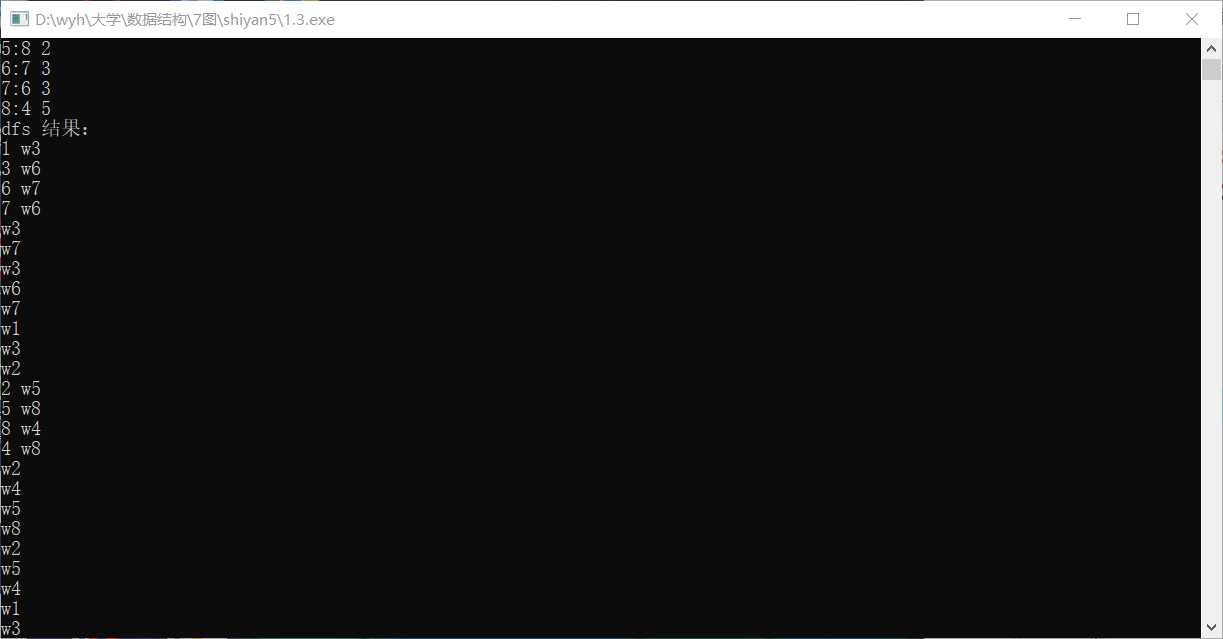 D:\wyh\大学\数据结构\7图\shiyan5\1.3.exe
5:8 2
6:7 3
7:6 3
8:4 5
dfs 结果：
1 w3
3 w6
6 w7
7 w6
w3
w7
w3
w6
w7
w1
w3
w2
2 w5
5 w8
8 w4
4 w8
w2
w4
w5
w8
w2
w5
w4
w1
w3